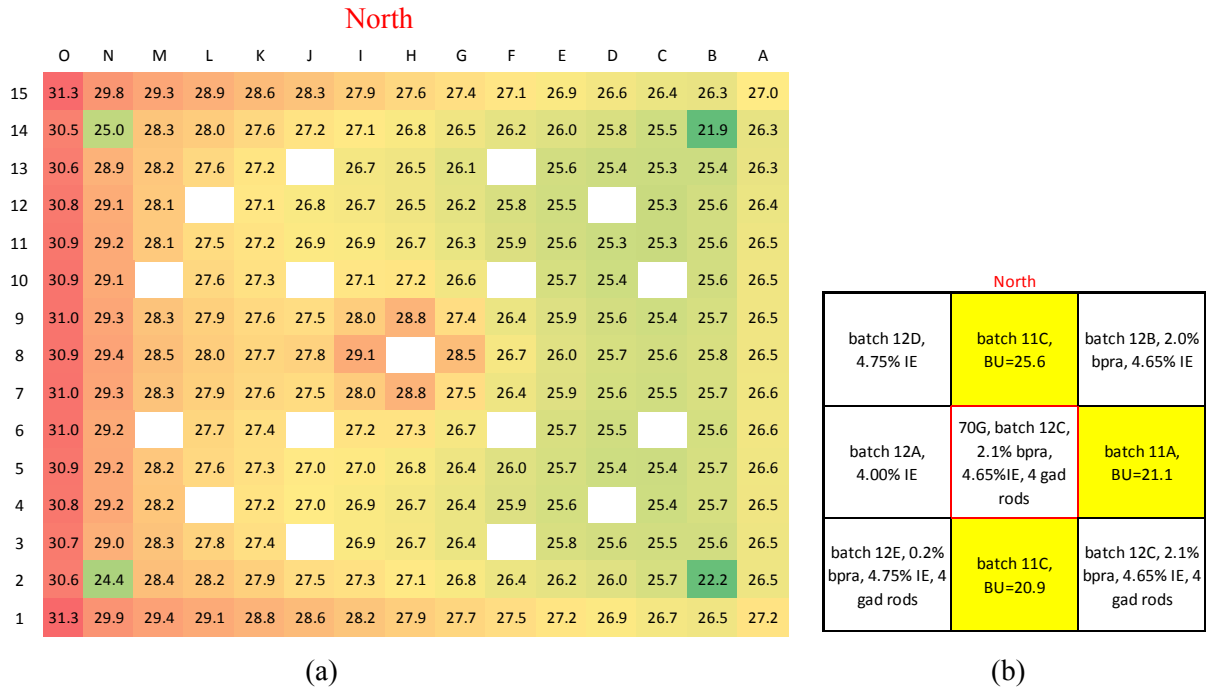 North
O N M L K J I H G F E D C B A
15 31.3 29.8 29.3 28.9 28.6 28.3 27.9 27.6 27.4 27.1 26.9 26.6 26.4 26.3 27.0
14 30.5 25.0 28.3 28.0 27.6 27.2 27.1 26.8 26.5 26.2 26.0 25.8 25.5 21.9 26.3
13 30.6 28.9 28.2 27.6 27.2 26.7 26.5 26.1 25.6 25.4 25.3 25.4 26.3
12 30.8 29.1 28.1 27.1 26.8 26.7 26.5 26.2 25.8 25.5 25.3 25.6 26.4
11 30.9 29.2 28.1 27.5 27.2 26.9 26.9 26.7 26.3 25.9 25.6 25.3 25.3 25.6 26.5
10 30.9 29.1 27.6 27.3 27.1 27.2 26.6 25.7 25.4 25.6 26.5
9 31.0 29.3 28.3 27.9 27.6 27.5 28.0 28.8 27.4 26.4 25.9 25.6 25.4 25.7 26.5
8 30.9 29.4 28.5 28.0 27.7 27.8 29.1 28.5 26.7 26.0 25.7 25.6 25.8 26.5
7 31.0 29.3 28.3 27.9 27.6 27.5 28.0 28.8 27.5 26.4 25.9 25.6 25.5 25.7 26.6
6 31.0 29.2 27.7 27.4 27.2 27.3 26.7 25.7 25.5 25.6 26.6
5 30.9 29.2 28.2 27.6 27.3 27.0 27.0 26.8 26.4 26.0 25.7 25.4 25.4 25.7 26.6
4 30.8 29.2 28.2 27.2 27.0 26.9 26.7 26.4 25.9 25.6 25.4 25.7 26.5
3 30.7 29.0 28.3 27.8 27.4 26.9 26.7 26.4 25.8 25.6 25.5 25.6 26.5
2 30.6 24.4 28.4 28.2 27.9 27.5 27.3 27.1 26.8 26.4 26.2 26.0 25.7 22.2 26.5
1 31.3 29.9 29.4 29.1 28.8 28.6 28.2 27.9 27.7 27.5 27.2 26.9 26.7 26.5 27.2
(a)
North
batch 12D,
4.75% IE
batch 11C,
BU=25.6
batch 12B, 2.0%
bpra, 4.65% IE
batch 12A,
4.00% IE
70G, batch 12C,
2.1% bpra,
4.65%IE, 4 gad
rods
batch 11A,
BU=21.1
batch 12E, 0.2%
bpra, 4.75% IE, 4
gad rods
batch 11C,
BU=20.9
batch 12C, 2.1%
bpra, 4.65% IE, 4
gad rods
(b)